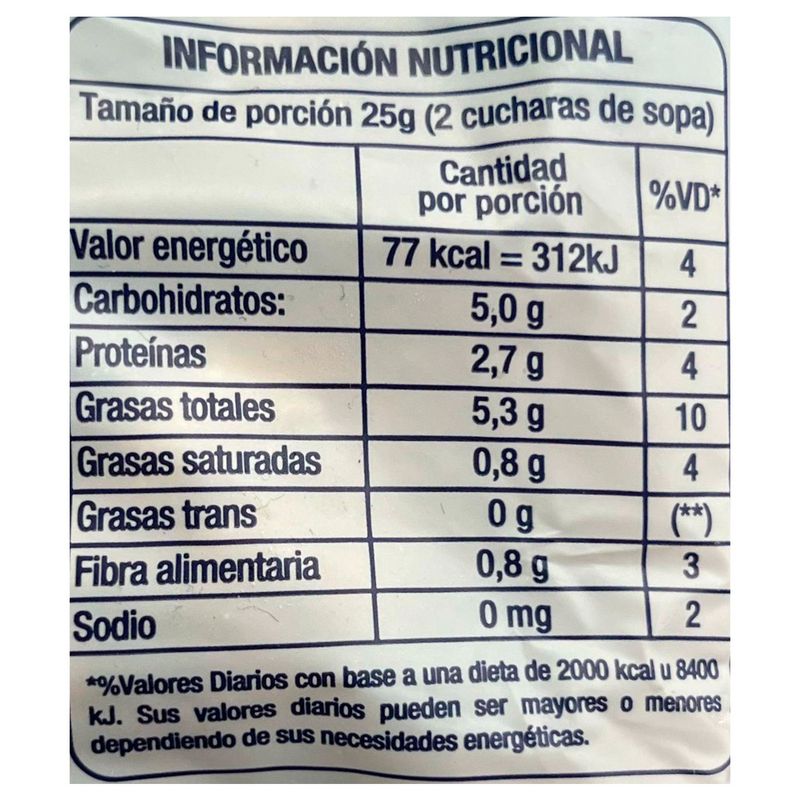 INFORMACIÓN NUTRICIONAL
Tamaño de porción 25g (2 cucharas de sopa)
Cantidad
por porción
%VD*
Valor energético 77 kcal = 312kJ 4
Carbohidratos: 5,0 g 2
Proteínas 2,7 g 4
Grasas totales 5,3 g 10
Grasas saturadas 0,8 g 4
Grasas trans 0 g (**)
Fibra alimentaria 0,8 g 3
Sodio 0 mg 2
*%Valores Diarios con base a una dieta de 2000 kcal u 8400
kJ. Sus valores diarios pueden ser mayores o menores
dependiendo de sus necesidades energéticas.